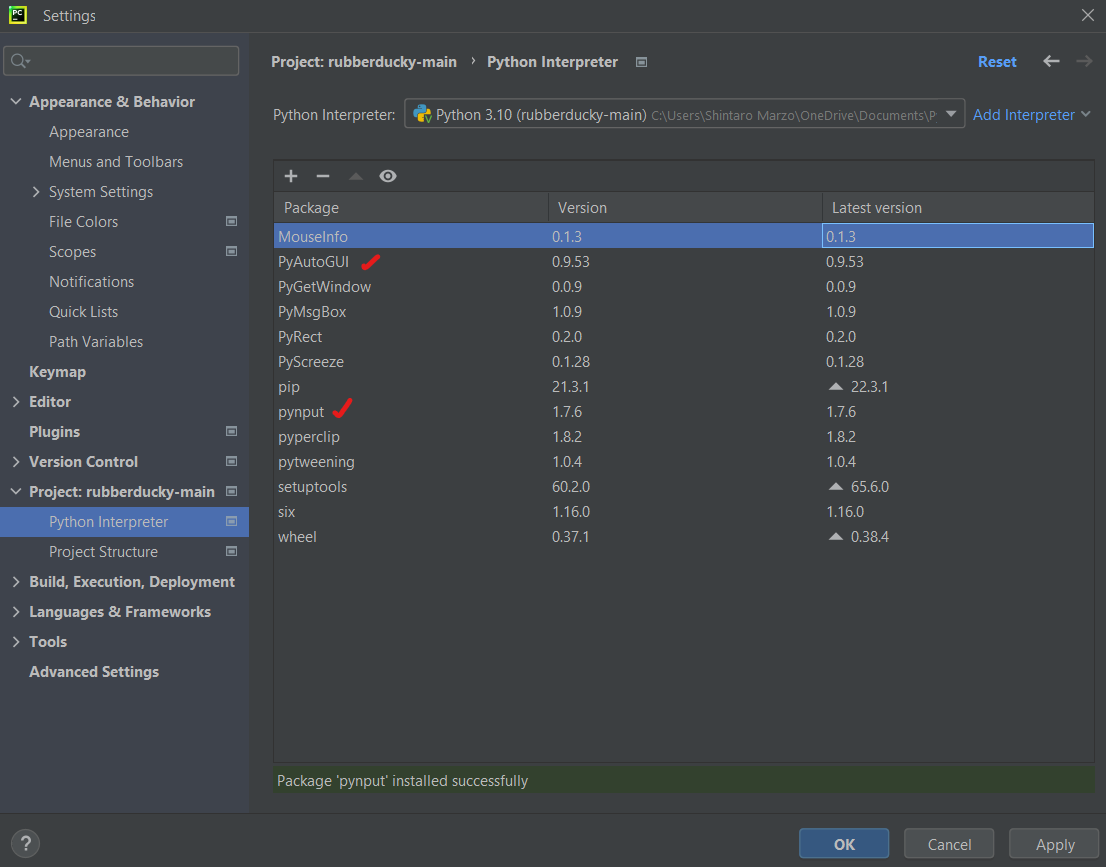 PC
Settings
Appearance & Behavior
Appearance
Menus and Toolbars
System Settings
File Colors
Scopes
Notifications
Quick Lists
Path Variables
Keymap
Editor
Plugins
Version Control
Project: rubberducky-main
Python Interpreter
Project Structure
Build, Execution, Deployment
Languages & Frameworks
Tools
Advanced Settings
Project: rubberducky-main › Python Interpreter
Reset
Python Interpreter: Python 3.10 (rubberducky-main) C:\Users\Shintaro Marzo\OneDrive\Documents\P Add Interpreter
Package Version Latest version
MouseInfo 0.1.3 0.1.3
PyAutoGUI 0.9.53 0.9.53
PyGetWindow 0.0.9 0.0.9
PyMsgBox 1.0.9 1.0.9
PyRect 0.2.0 0.2.0
PyScreeze 0.1.28 0.1.28
pip 21.3.1 22.3.1
pynput 1.7.6 1.7.6
pyperclip 1.8.2 1.8.2
pytweening 1.0.4 1.0.4
setuptools 60.2.0 65.6.0
six 1.16.0 1.16.0
wheel 0.37.1 0.38.4
Package 'pynput' installed successfully
? OK Cancel Apply